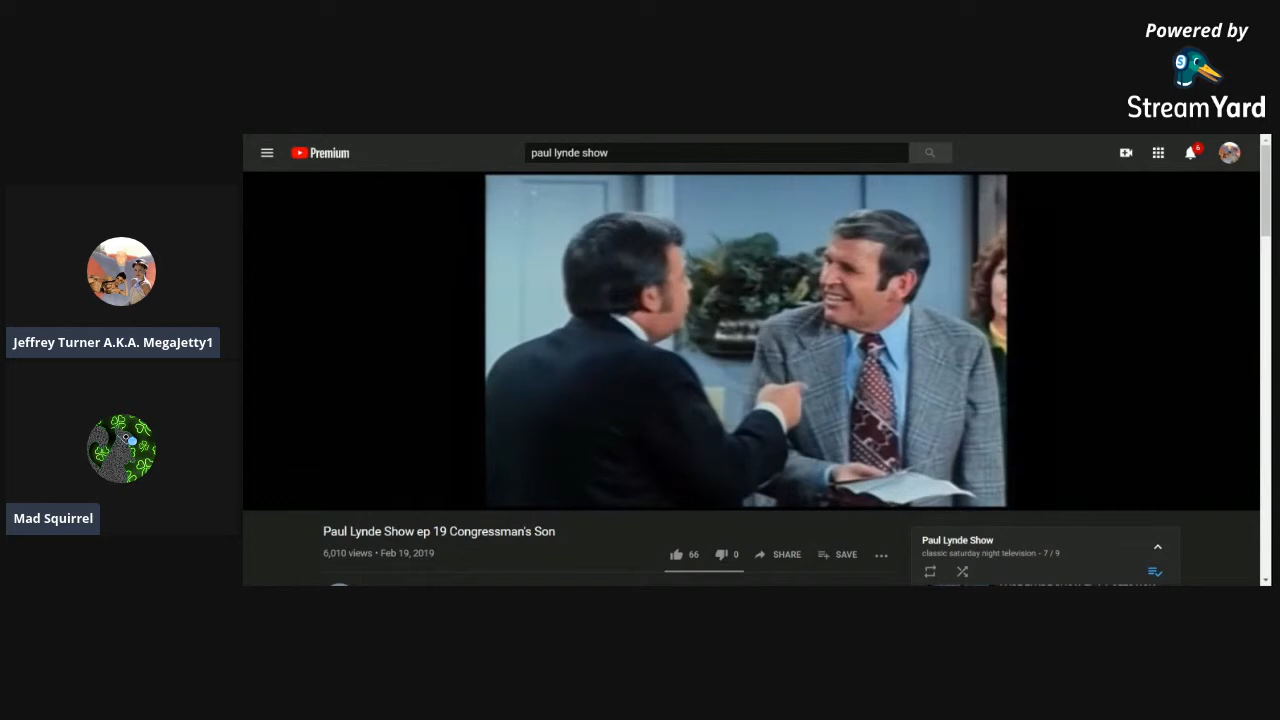 Powered by
StreamYard
Premium
paul lynde show
6
Jeffrey Turner A.K.A. MegaJetty1
Mad Squirrel
Paul Lynde Show ep 19 Congressman's Son
6,010 views • Feb 19, 2019
66
0
SHARE
SAVE
Paul Lynde Show
classic saturday night television - 7 / 9